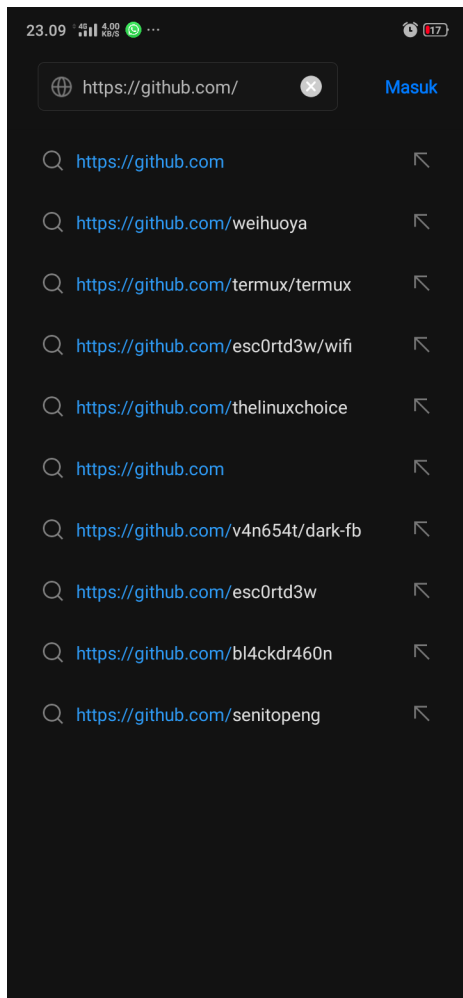 23.09 4G 4.00 KB/S ··· 17
https://github.com/ Masuk
https://github.com
https://github.com/weihuoya
https://github.com/termux/termux
https://github.com/esc0rtd3w/wifi
https://github.com/thelinuxchoice
https://github.com
https://github.com/v4n654t/dark-fb
https://github.com/esc0rtd3w
https://github.com/bl4ckdr460n
https://github.com/senitopeng